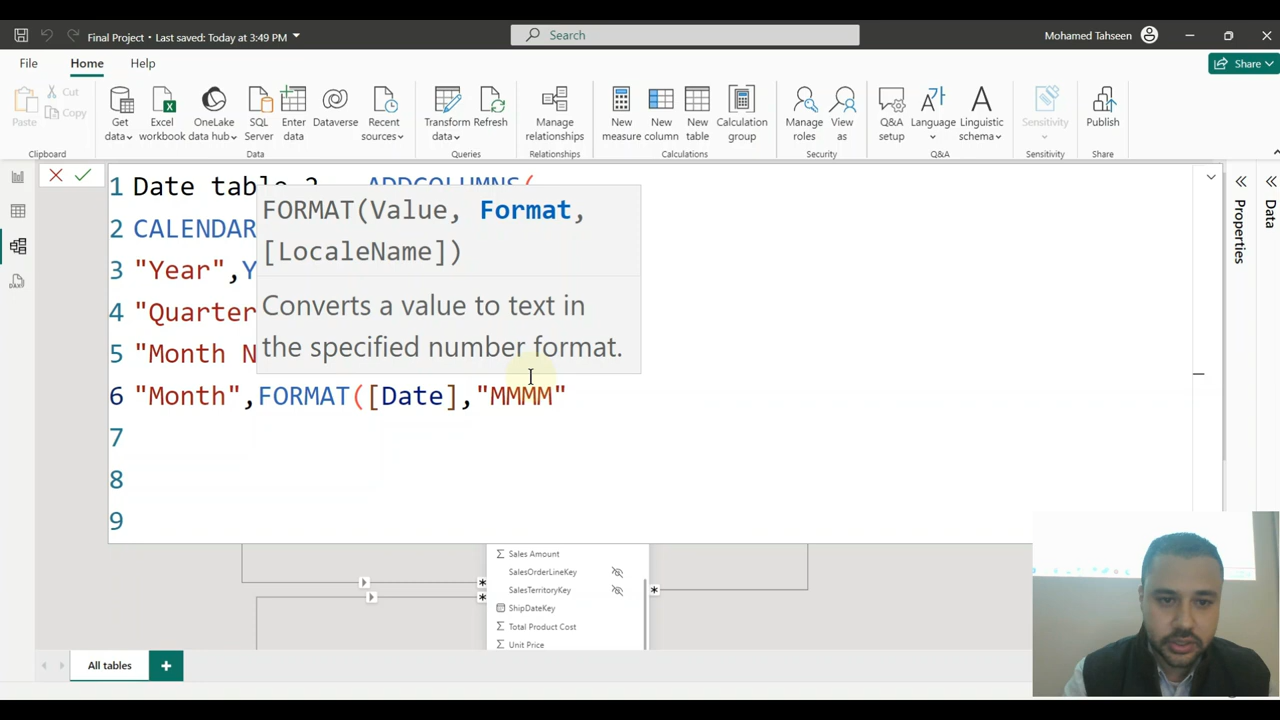 Final Project • Last saved: Today at 3:49 PM
Search
Mohamed Tahseen
File
Home
Help
Share
Paste
Cut
Copy
Get data
Excel workbook
OneLake data hub
SQL Server
Enter data
Dataverse
Recent sources
Transform data
Refresh
Manage relationships
New measure
New column
New table
Calculation group
Manage roles
View as
Q&A setup
Language
Linguistic schema
Sensitivity
Publish
Clipboard
Data
Queries
Relationships
Calculations
Security
Q&A
Sensitivity
Share
1 Date table 2 ADDCOLUMNS(
2 CALENDAR
3 "Year",Y
4 "Quarter
5 "Month N
6 "Month",FORMAT([Date],"MMMM"
7
8
9
FORMAT(Value, Format,
[LocaleName])
Converts a value to text in
the specified number format.
Properties
Data
Sales Amount
SalesOrderLineKey
SalesTerritoryKey
ShipDateKey
Total Product Cost
Unit Price
All tables